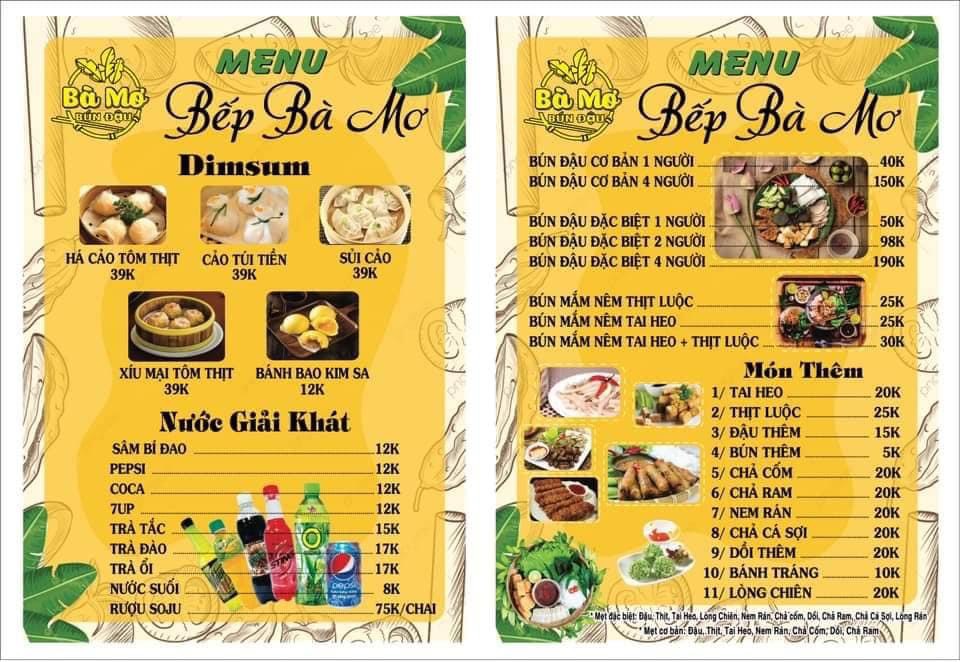 Bà Mơ
BÚN ĐẬU
MENU
Bếp Bà Mơ
Dimsum
HÁ CẢO TÔM THỊT
39K
CẢO TÚI TIỀN
39K
SỦI CẢO
39K
XÍU MẠI TÔM THỊT
39K
BÁNH BAO KIM SA
12K
Nước Giải Khát
SÂM BÍ ĐAO 12K
PEPSI 12K
COCA 12K
7UP 12K
TRÀ TẮC 15K
TRÀ ĐÀO 17K
TRÀ ỔI 17K
NƯỚC SUỐI 8K
RƯỢU SOJU 75K/CHAI
pepsi
Bà Mơ
BÚN ĐẬU
MENU
Bếp Bà Mơ
BÚN ĐẬU CƠ BẢN 1 NGƯỜI 40K
BÚN ĐẬU CƠ BẢN 4 NGƯỜI 150K
BÚN ĐẬU ĐẶC BIỆT 1 NGƯỜI 50K
BÚN ĐẬU ĐẶC BIỆT 2 NGƯỜI 98K
BÚN ĐẬU ĐẶC BIỆT 4 NGƯỜI 190K
BÚN MẮM NÊM THỊT LUỘC 25K
BÚN MẮM NÊM TAI HEO 25K
BÚN MẮM NÊM TAI HEO + THỊT LUỘC 30K
Món Thêm
1/ TAI HEO 20K
2/ THỊT LUỘC 25K
3/ ĐẬU THÊM 15K
4/ BÚN THÊM 5K
5/ CHẢ CỐM 20K
6/ CHẢ RAM 20K
7/ NEM RÁN 20K
8/ CHẢ CÁ SỢI 20K
9/ DỒI THÊM 20K
10/ BÁNH TRÁNG 10K
11/ LÒNG CHIÊN 20K
* Mẹt đặc biệt: Đậu, Thịt, Tai Heo, Lòng Chiên, Nem Rán, Chả cốm, Dồi, Chả Ram, Chả Cá Sợi, Lòng Rán
* Mẹt cơ bản: Đậu, Thịt, Tai Heo, Nem Rán, Chả Cốm, Dồi, Chả Ram